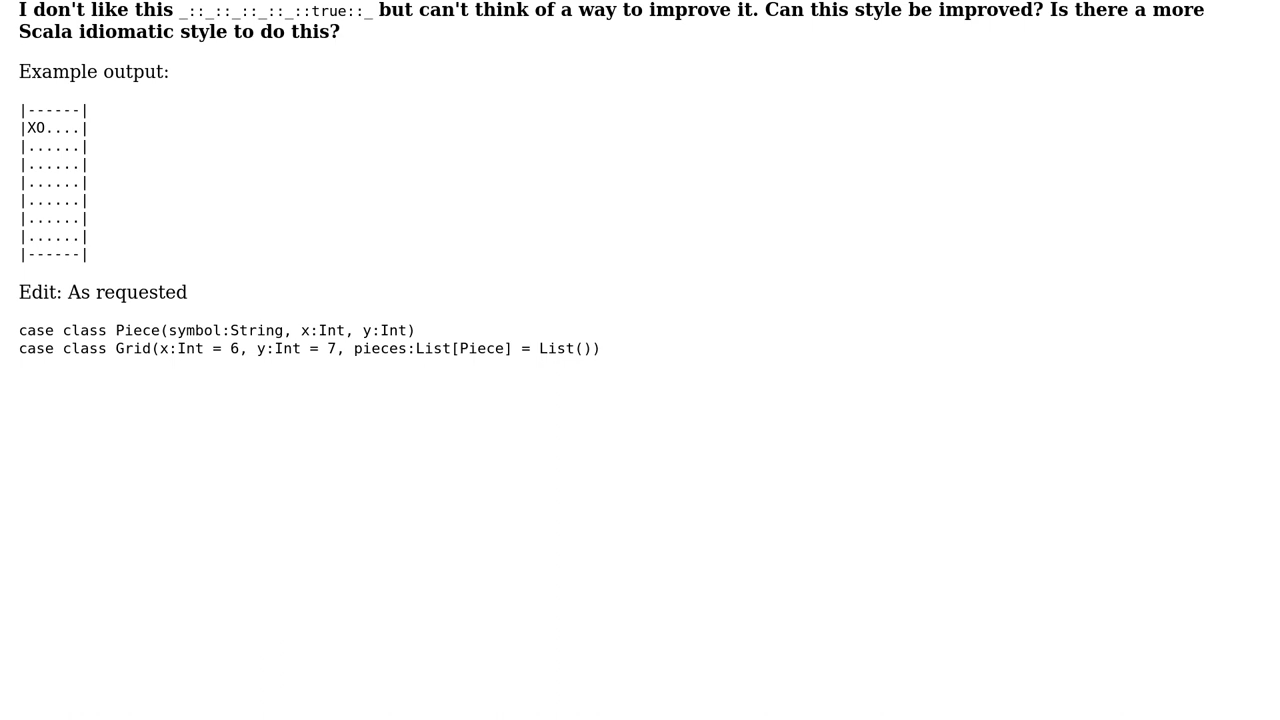 I don't like this _::_::_::_::_::true::_ but can't think of a way to improve it. Can this style be improved? Is there a more
Scala idiomatic style to do this?
Example output:
|------|
|XO....|
|......|
|......|
|......|
|......|
|......|
|......|
|------|
Edit: As requested
case class Piece(symbol:String, x:Int, y:Int)
case class Grid(x:Int = 6, y:Int = 7, pieces:List[Piece] = List())